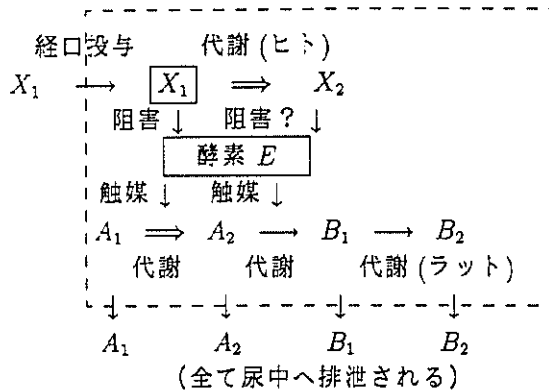 経口投与 代謝 (ヒト)
X₁ → X₁ ⇒ X₂
阻害 ↓ 阻害? ↓
酵素 E
触媒 ↓ 触媒 ↓
A₁ ⇒ A₂ → B₁ → B₂
代謝 代謝 代謝 (ラット)
↓ ↓ ↓ ↓
A₁ A₂ B₁ B₂
(全て尿中へ排泄される)